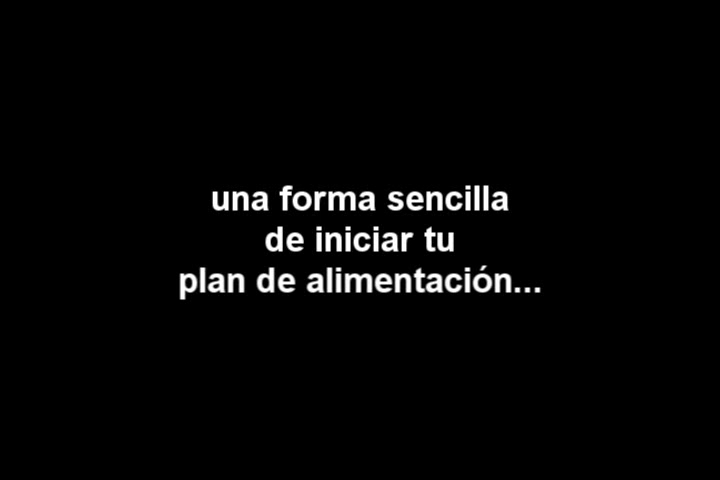 una forma sencilla
de iniciar tu
plan de alimentación...